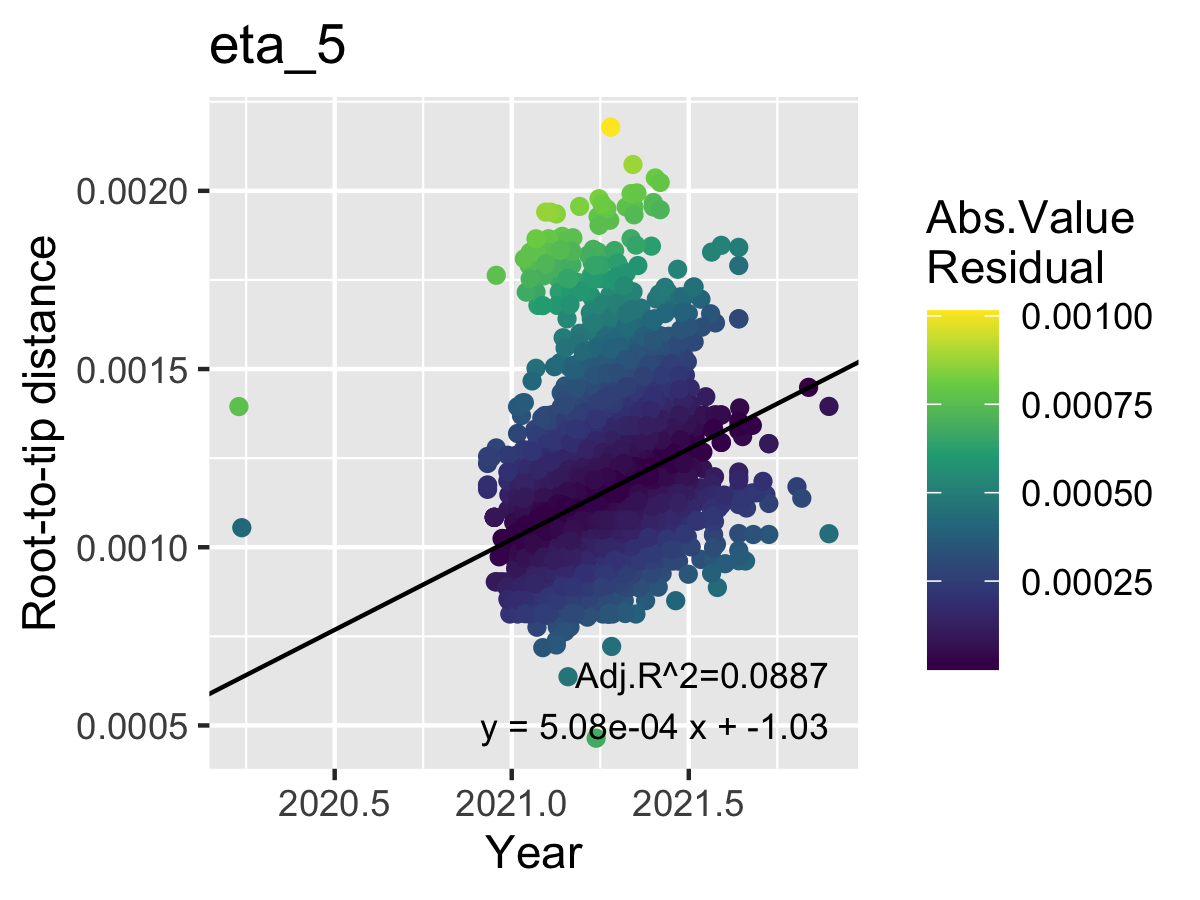 eta_5
Root-to-tip distance
0.0020
0.0015
0.0010
0.0005
Adj.R^2=0.0887
y = 5.08e-04 x + -1.03
2020.5
2021.0
2021.5
Year
Abs.Value
Residual
0.00100
0.00075
0.00050
0.00025